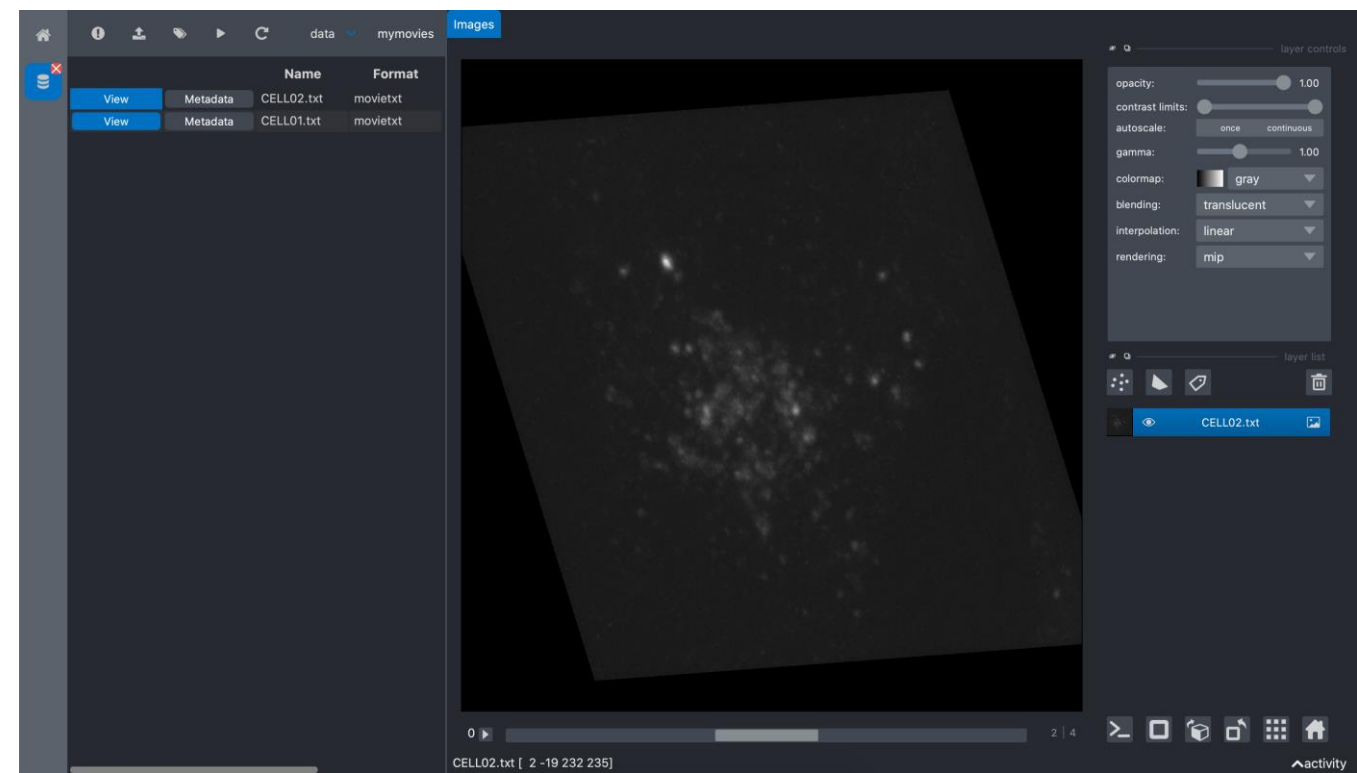 data mymovies
Name Format
View Metadata CELL02.txt movietxt
View Metadata CELL01.txt movietxt
Images
layer controls
opacity: 1.00
contrast limits:
autoscale: once continuous
gamma: 1.00
colormap: gray
blending: translucent
interpolation: linear
rendering: mip
layer list
CELL02.txt
0 2 | 4
CELL02.txt [ 2 -19 232 235]
activity